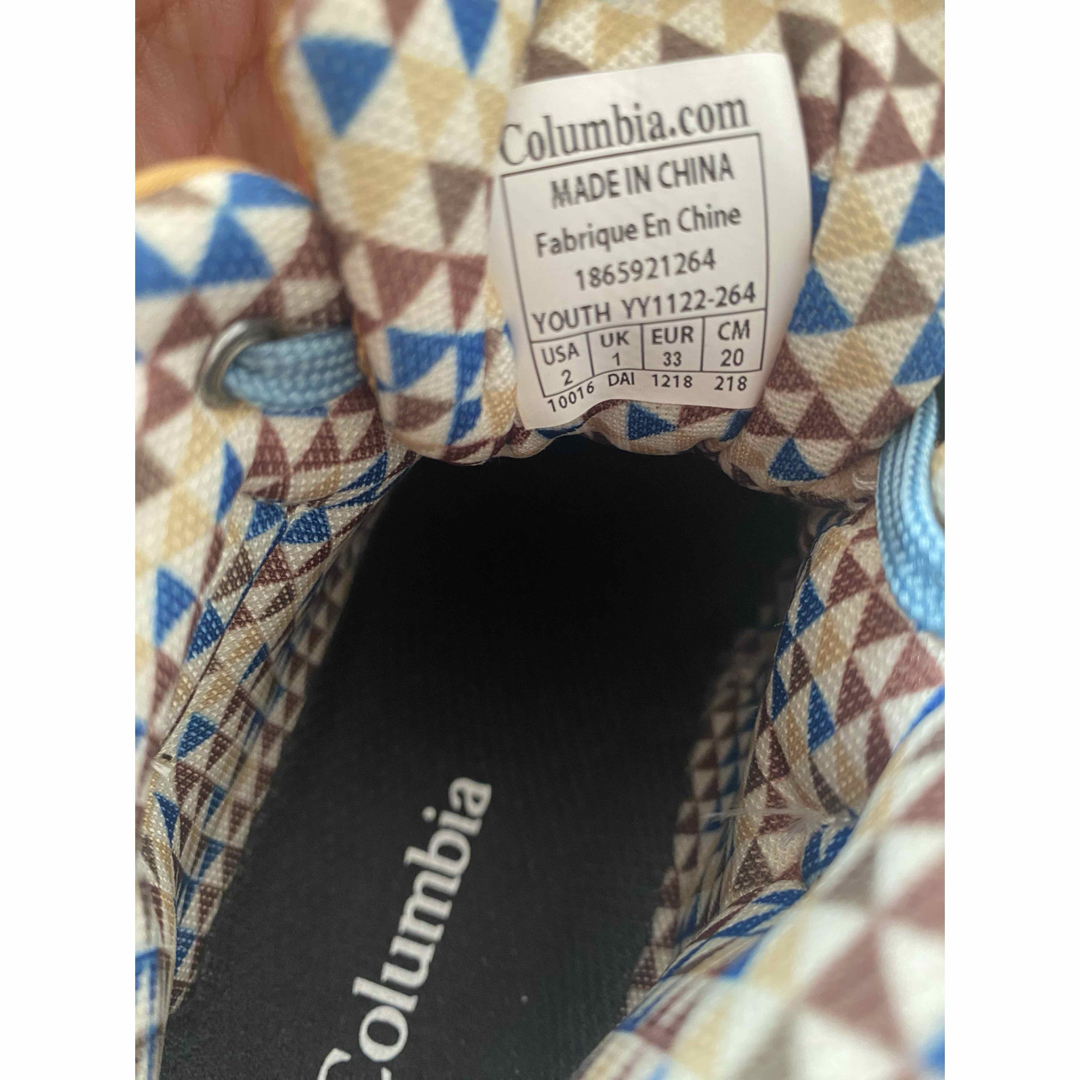 Columbia.com
MADE IN CHINA
Fabrique En Chine
1865921264
YOUTH YY1122-264
USA UK EUR CM
2 1 33 20
10016 DAI 1218 218
Columbia